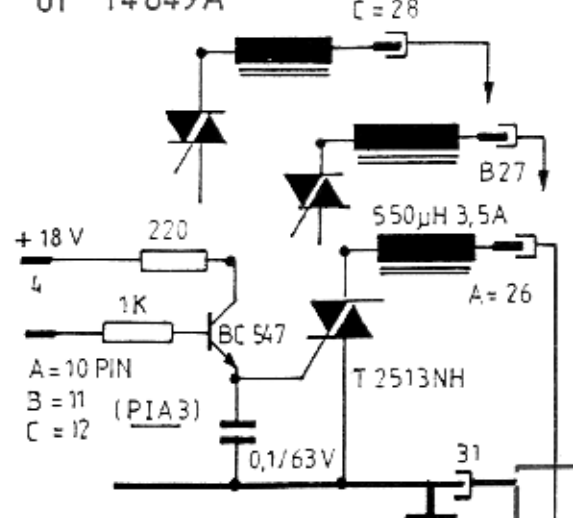 C = 28
B27
550µH 3,5A
+ 18 V
220
4
A = 26
1K
BC 547
A = 10 PIN
B = 11
(PIA3)
C = 12
T 2513NH
0,1/63V
31